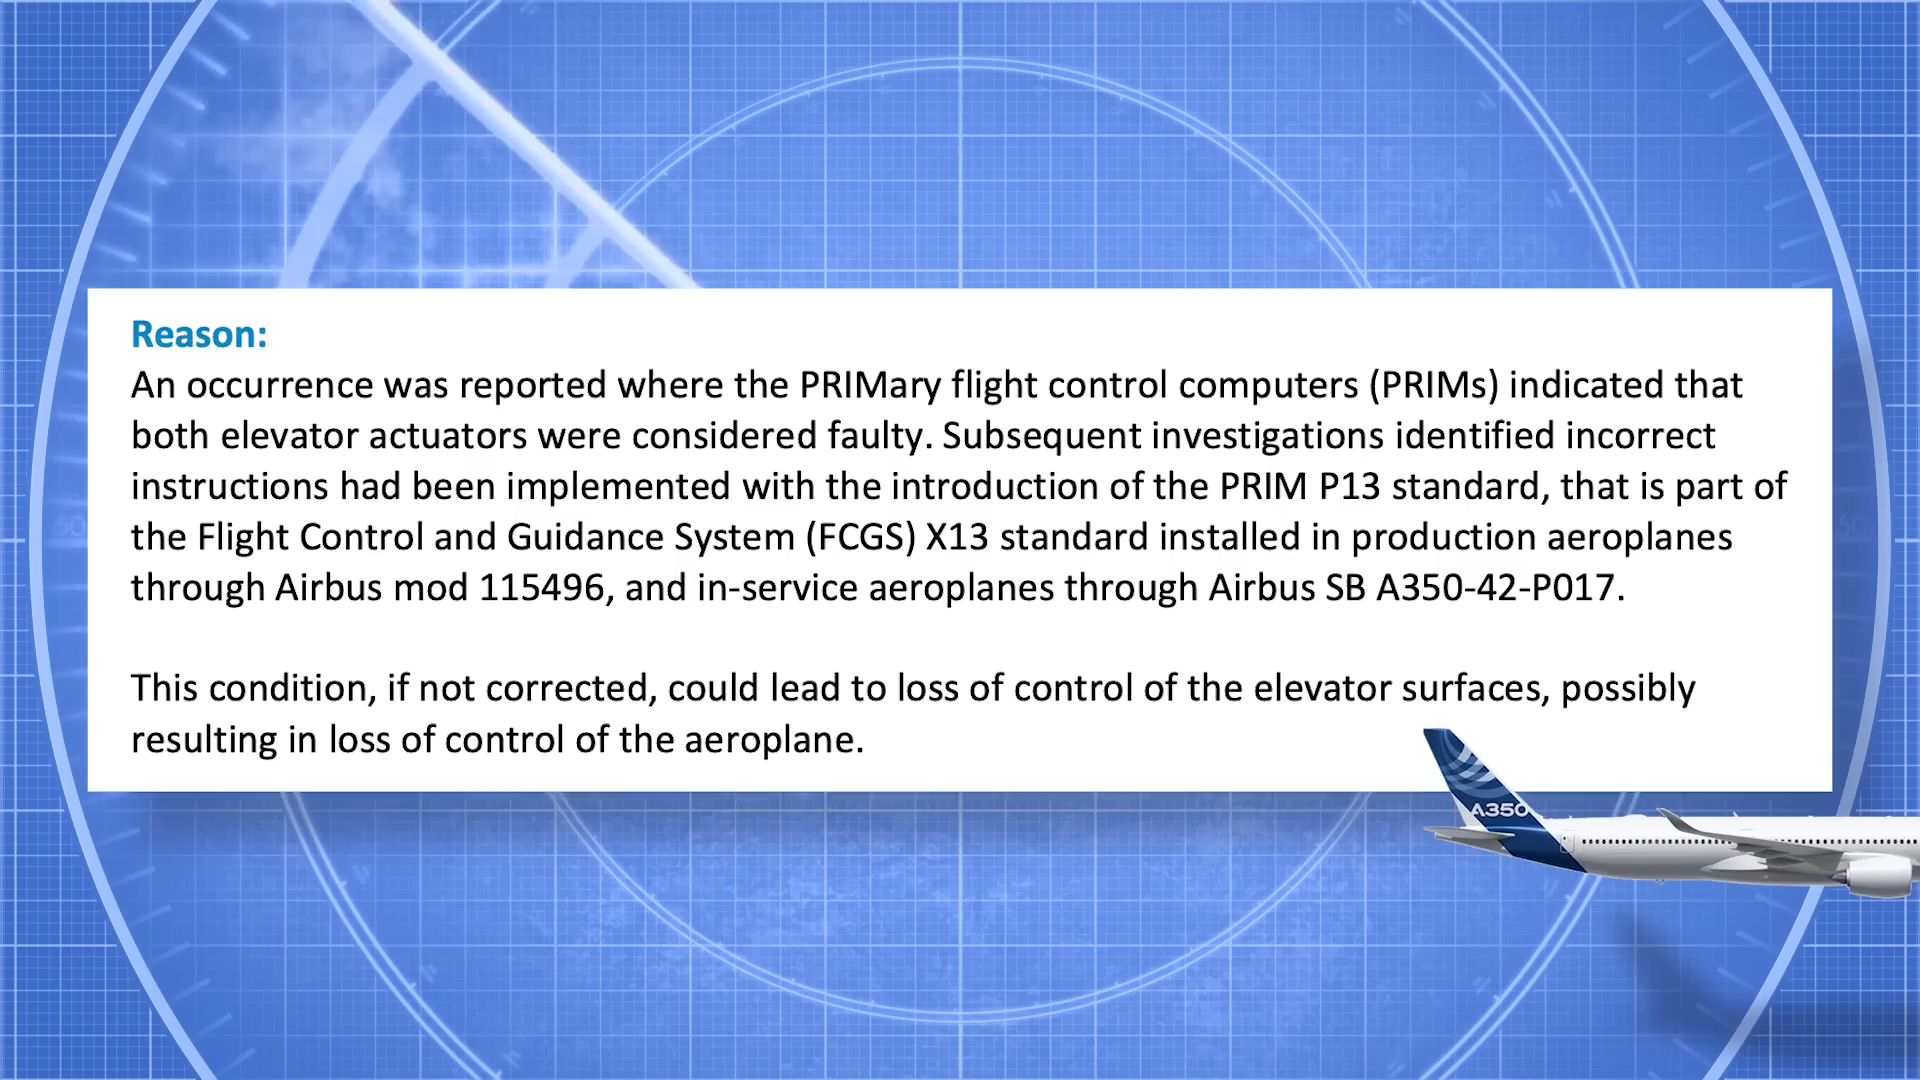 Reason:
An occurrence was reported where the PRIMary flight control computers (PRIMs) indicated that
both elevator actuators were considered faulty. Subsequent investigations identified incorrect
instructions had been implemented with the introduction of the PRIM P13 standard, that is part of
the Flight Control and Guidance System (FCGS) X13 standard installed in production aeroplanes
through Airbus mod 115496, and in-service aeroplanes through Airbus SB A350-42-P017.
This condition, if not corrected, could lead to loss of control of the elevator surfaces, possibly
resulting in loss of control of the aeroplane.
A350